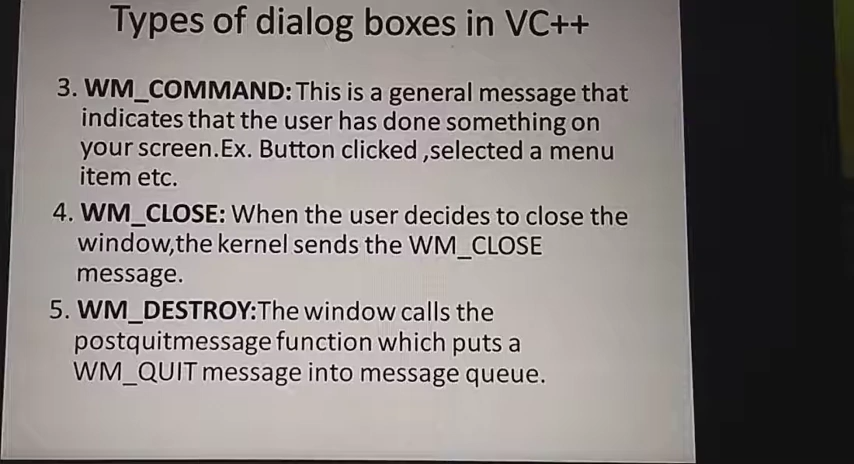 Types of dialog boxes in VC++
3. WM_COMMAND: This is a general message that
indicates that the user has done something on
your screen.Ex. Button clicked ,selected a menu
item etc.
4. WM_CLOSE: When the user decides to close the
window,the kernel sends the WM_CLOSE
message.
5. WM_DESTROY:The window calls the
postquitmessage function which puts a
WM_QUIT message into message queue.